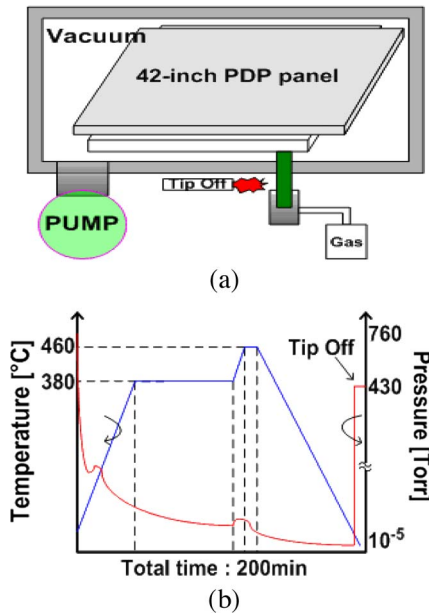 Vacuum
42-inch PDP panel
Tip Off
PUMP
Gas
(a)
Temperature [°C]
460
380
760
Tip Off
430
Pressure [Torr]
10-5
Total time : 200min
(b)